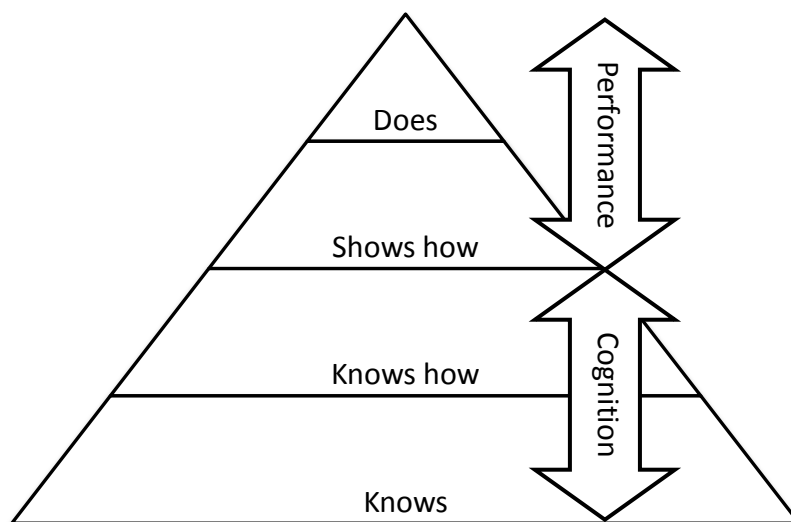 Does
Shows how
Knows how
Knows
Performance
Cognition